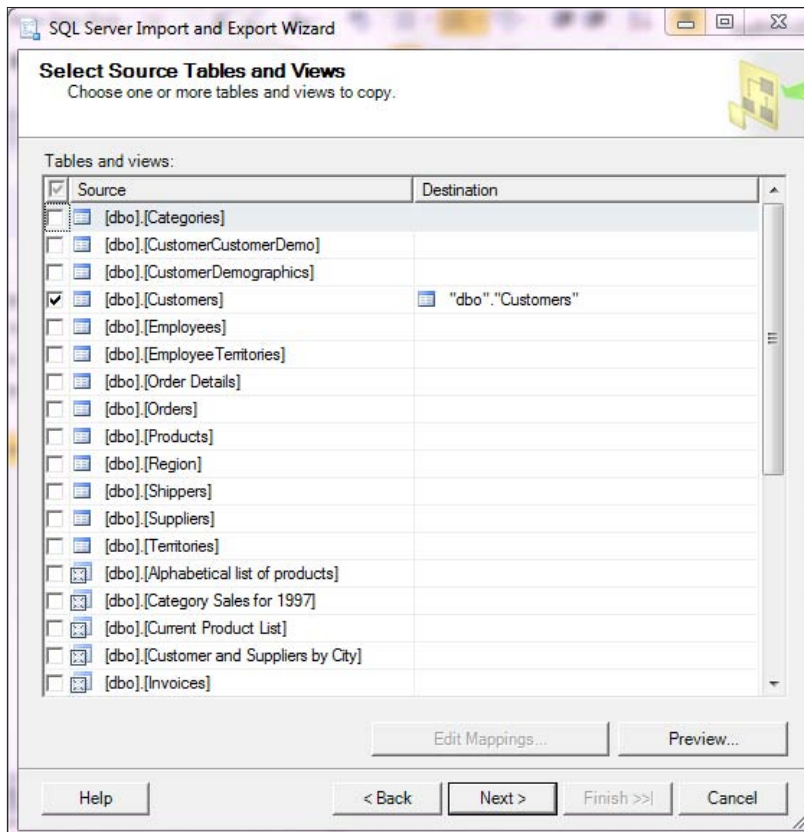 SQL Server Import and Export Wizard
Select Source Tables and Views
Choose one or more tables and views to copy.
Tables and views:
Source Destination
[dbo].[Categories]
[dbo].[CustomerCustomerDemo]
[dbo].[CustomerDemographics]
[dbo].[Customers] "dbo"."Customers"
[dbo].[Employees]
[dbo].[EmployeeTerritories]
[dbo].[Order Details]
[dbo].[Orders]
[dbo].[Products]
[dbo].[Region]
[dbo].[Shippers]
[dbo].[Suppliers]
[dbo].[Territories]
[dbo].[Alphabetical list of products]
[dbo].[Category Sales for 1997]
[dbo].[Current Product List]
[dbo].[Customer and Suppliers by City]
[dbo].[Invoices]
Edit Mappings... Preview...
Help < Back Next > Finish >>| Cancel